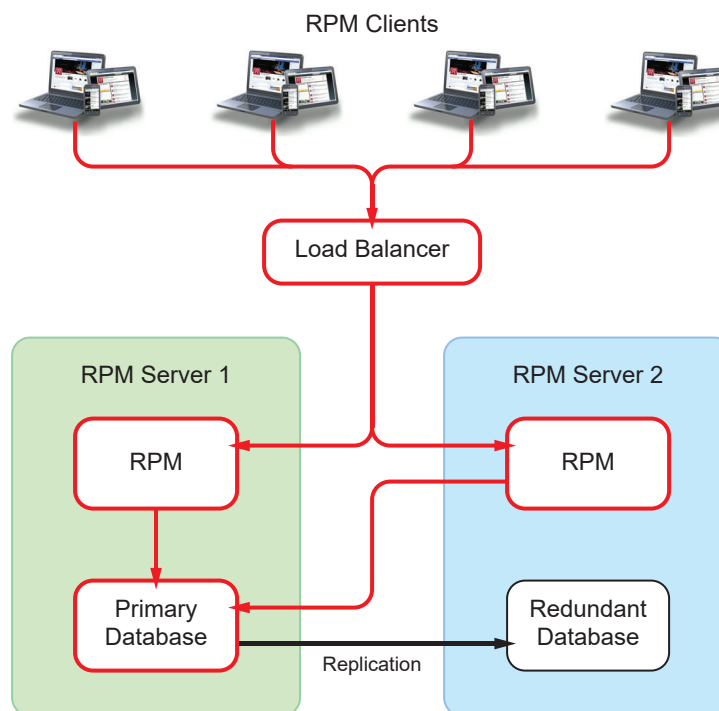 RPM Clients
Load Balancer
RPM Server 1
RPM Server 2
RPM
RPM
Primary
Database
Redundant
Database
Replication